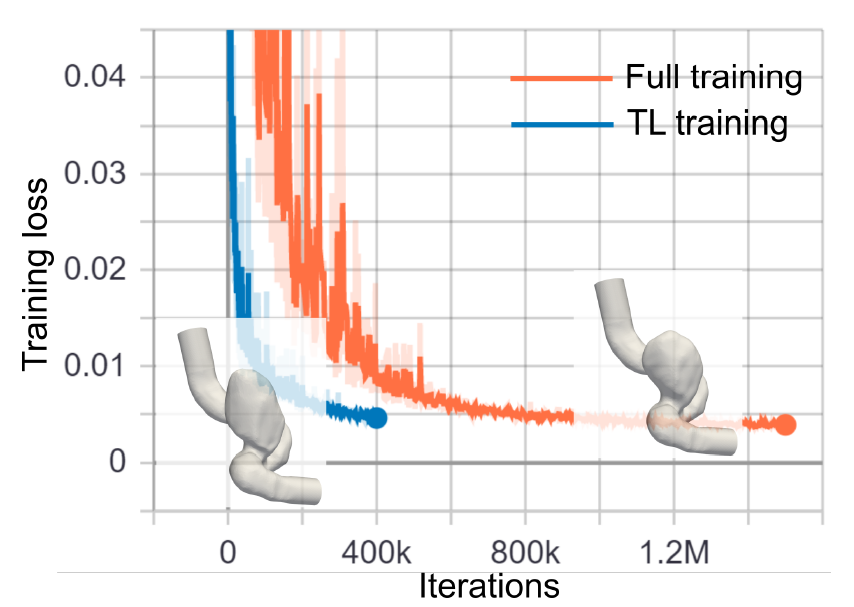 0.04
0.03
0.02
0.01
0
Training loss
Full training
TL training
0 400k 800k 1.2M
Iterations